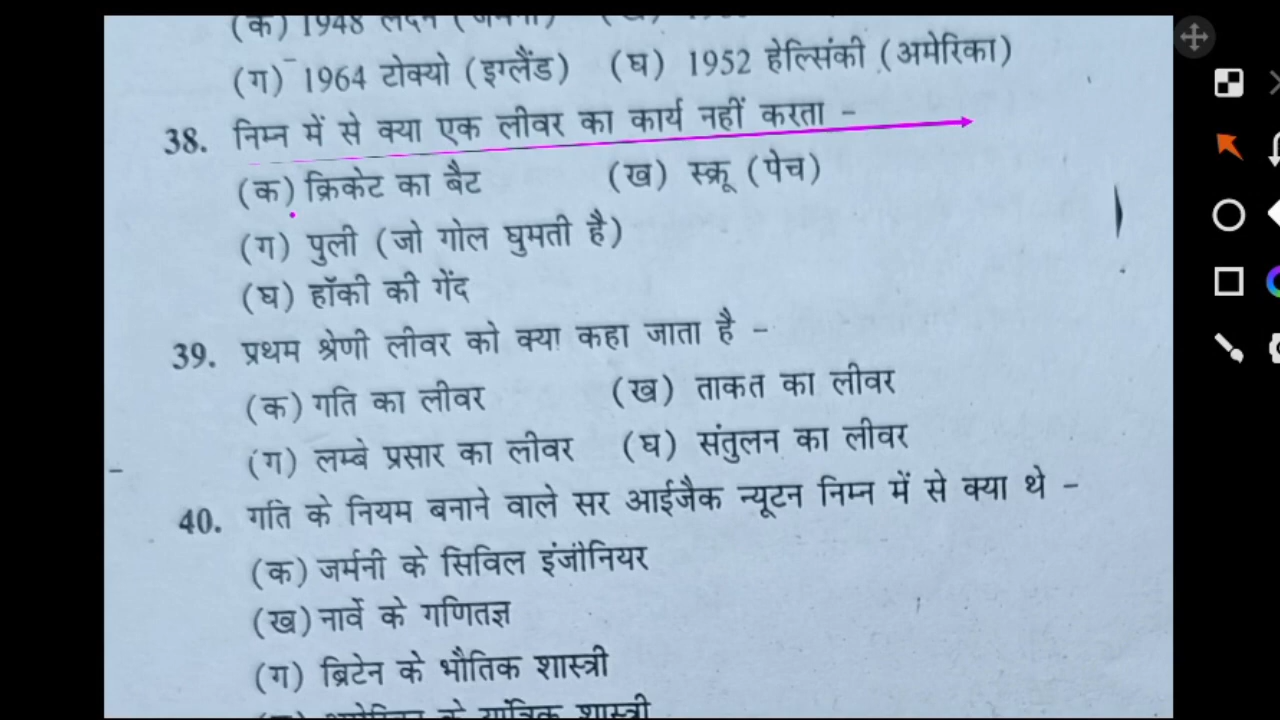 (क) 1948
(ग) 1964 टोक्यो (इग्लैंड) (घ) 1952 हेल्सिंकी (अमेरिका)
38. निम्न में से क्या एक लीवर का कार्य नहीं करता -
(क) क्रिकेट का बैट (ख) स्क्रू (पेच)
(ग) पुली (जो गोल घुमती है)
(घ) हॉकी की गेंद
39. प्रथम श्रेणी लीवर को क्या कहा जाता है -
(क) गति का लीवर (ख) ताकत का लीवर
(ग) लम्बे प्रसार का लीवर (घ) संतुलन का लीवर
40. गति के नियम बनाने वाले सर आईजैक न्यूटन निम्न में से क्या थे -
(क) जर्मनी के सिविल इंजीनियर
(ख) नार्वे के गणितज्ञ
(ग) ब्रिटेन के भौतिक शास्त्री
के यांत्रिक शास्त्री